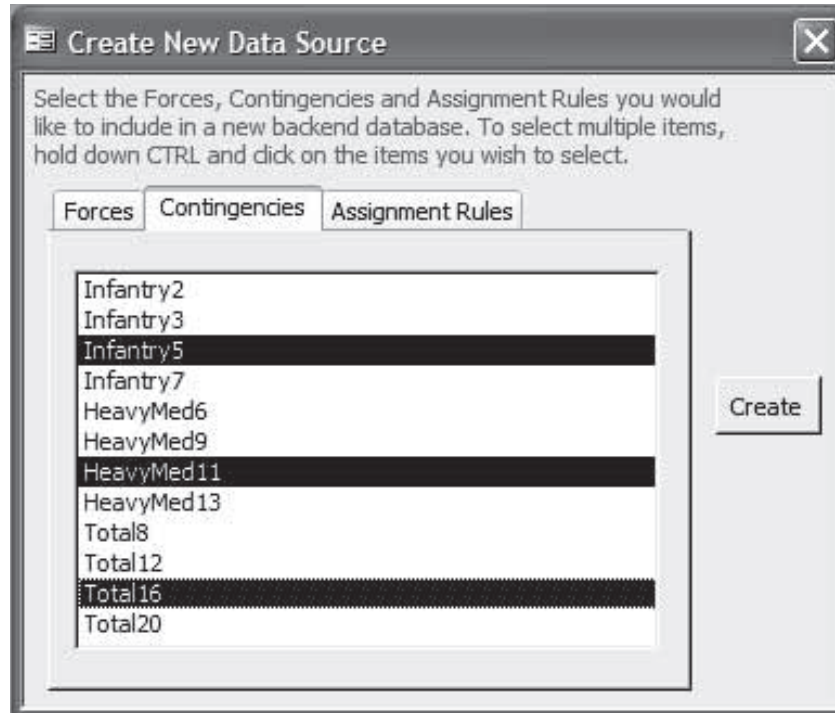 Create New Data Source
Select the Forces, Contingencies and Assignment Rules you would
like to include in a new backend database. To select multiple items,
hold down CTRL and click on the items you wish to select.
Forces Contingencies Assignment Rules
Infantry2
Infantry3
Infantry5
Infantry7
HeavyMed6
HeavyMed9
HeavyMed11
HeavyMed13
Total8
Total12
Total16
Total20
Create